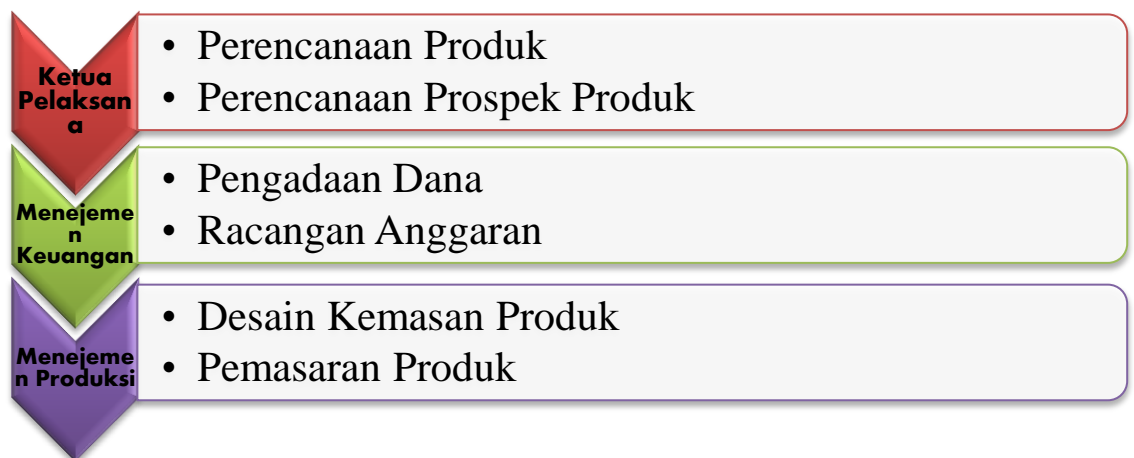 Ketua
Pelaksan
a
• Perencanaan Produk
• Perencanaan Prospek Produk
Menejeme
n
Keuangan
• Pengadaan Dana
• Racangan Anggaran
Menejeme
n Produksi
• Desain Kemasan Produk
• Pemasaran Produk